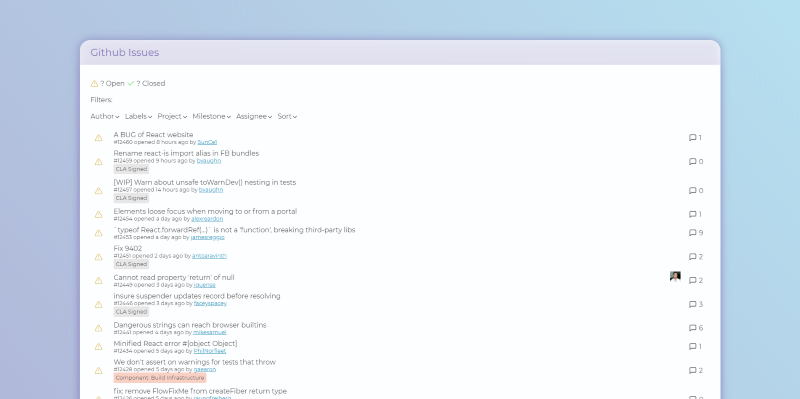 Github Issues
? Open ? Closed
Filters:
Author Labels Project Milestone Assignee Sort
A BUG of React website 1
#12460 opened 8 hours ago by SunGel
Rename react-is import alias in FB bundles 0
#12459 opened 9 hours ago by bvaughn
CLA Signed
[WIP] Warn about unsafe toWarnDev() nesting in tests 0
#12457 opened 14 hours ago by bvaughn
CLA Signed
Elements loose focus when moving to or from a portal 1
#12454 opened a day ago by alexreardon
`typeof React.forwardRef(...)` is not a 'function', breaking third-party libs 9
#12453 opened a day ago by jamesreggio
Fix 9402 2
#12451 opened 2 days ago by antoaravinth
CLA Signed
Cannot read property 'return' of null 2
#12449 opened 3 days ago by
insure suspender updates record before resolving 3
#12446 opened 3 days ago by faceyspacey
CLA Signed
Dangerous strings can reach browser builtins 6
#12441 opened 4 days ago by mikesamuel
Minified React error #[object Object] 1
#12434 opened 5 days ago by PhilNorfleet
We don't assert on warnings for tests that throw 2
#12428 opened 5 days ago by gaearon
Component: Build Infrastructure
fix: remove FlowFixMe from createFiber return type
#12426 opened 5 days ago by